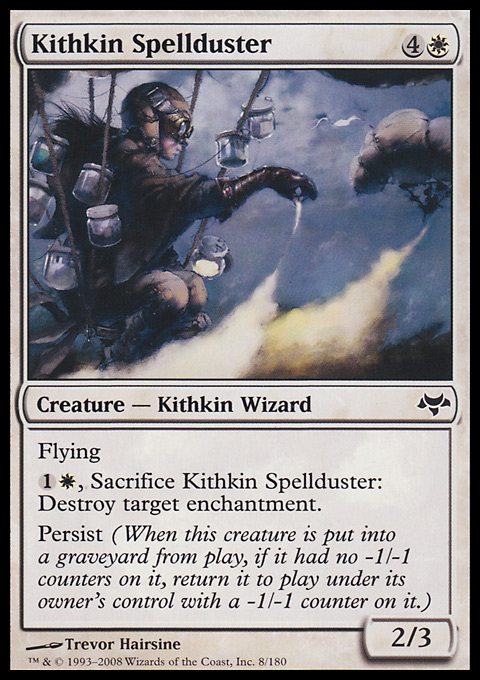 Kithkin Spellduster 4
Creature — Kithkin Wizard
Flying
1, Sacrifice Kithkin Spellduster:
Destroy target enchantment.
Persist (When this creature is put into
a graveyard from play, if it had no -1/-1
counters on it, return it to play under its
owner's control with a -1/-1 counter on it.)
2/3
Trevor Hairsine
™ & © 1993–2008 Wizards of the Coast, Inc. 8/180